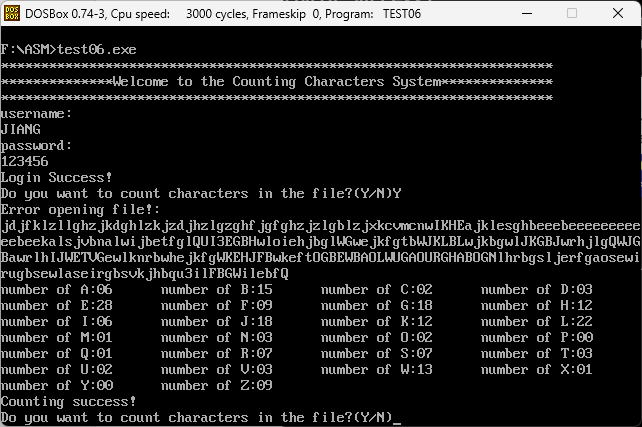 DOSBox 0.74-3, Cpu speed: 3000 cycles, Frameskip 0, Program: TEST06
F:\ASM>test06.exe
*********************************************************************
**************Welcome to the Counting Characters System**************
*********************************************************************
username:
JIANG
password:
123456
Login Success!
Do you want to count characters in the file?(Y/N)Y
Error opening file!:
jdjfklzllghzjkdghlzkjzdjhzlgzghfjgfghzjzlgblzjxkcvmcnwIKHEajklesghbeeebeeeeeeeee
eebeekalsjvbnalwijbetfglQUI3EGBHwloiehjbglWGwejkfgtbWJKLBLwjkbgwlJKGBJwrhjlgQWJG
BawrlhIJWETVGewlknrbwhejkfgWKEHJFBwkeftOGBEWBAOLWUGAOURGHABOGNlhrbgsljerfgaosewi
rugbsewlaseirgbsvkjhbqu3ilFBGWilebfQ
number of A:06 number of B:15 number of C:02 number of D:03
number of E:28 number of F:09 number of G:18 number of H:12
number of I:06 number of J:18 number of K:12 number of L:22
number of M:01 number of N:03 number of O:02 number of P:00
number of Q:01 number of R:07 number of S:07 number of T:03
number of U:02 number of V:03 number of W:13 number of X:01
number of Y:00 number of Z:09
Counting success!
Do you want to count characters in the file?(Y/N)_